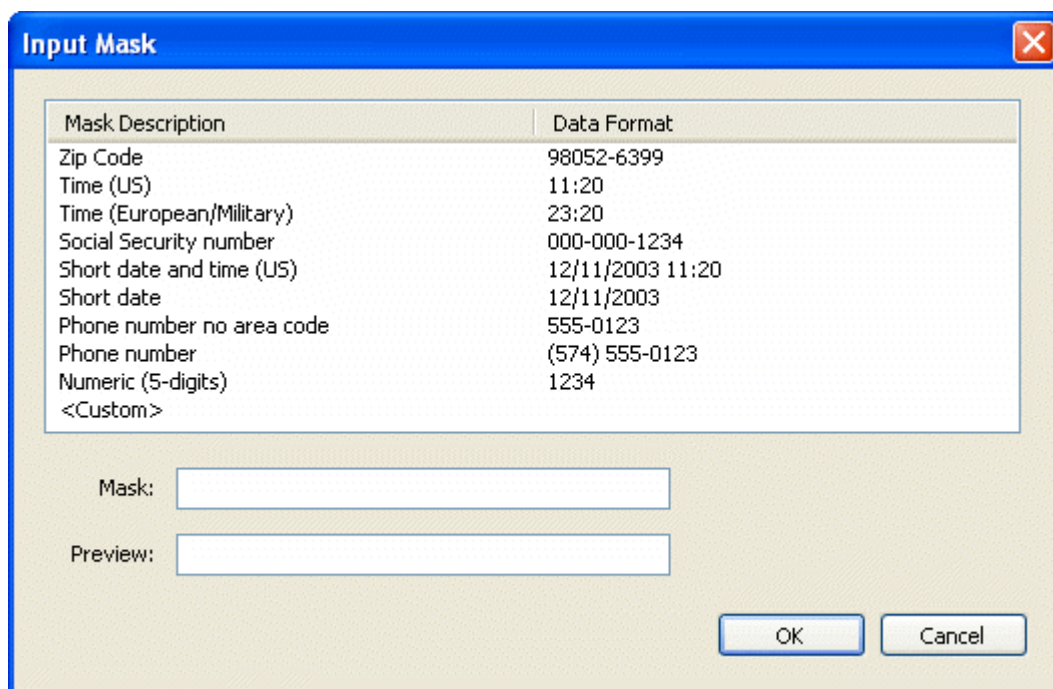 Input Mask
Mask Description Data Format
Zip Code 98052-6399
Time (US) 11:20
Time (European/Military) 23:20
Social Security number 000-000-1234
Short date and time (US) 12/11/2003 11:20
Short date 12/11/2003
Phone number no area code 555-0123
Phone number (574) 555-0123
Numeric (5-digits) 1234
<Custom>
Mask:
Preview:
OK Cancel